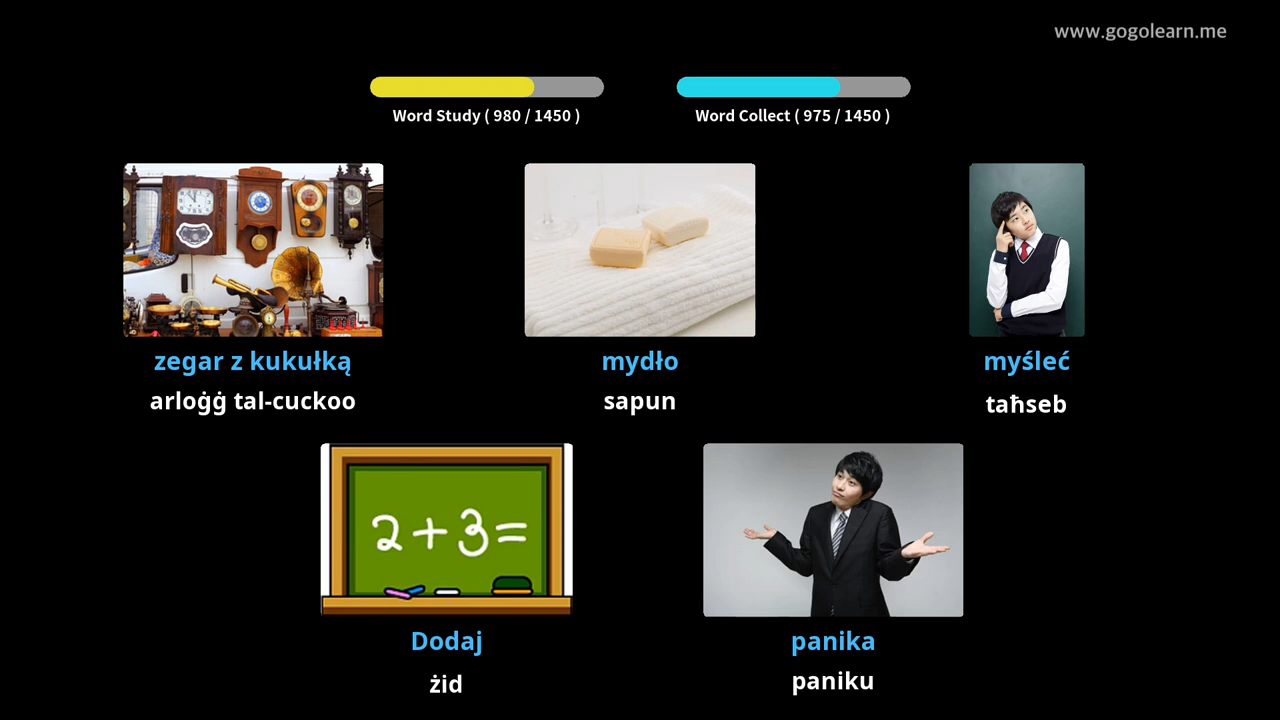 www.gogolearn.me
Word Study ( 980 / 1450 )
Word Collect ( 975 / 1450 )
zegar z kukułką
arloġġ tal-cuckoo
mydło
sapun
myśleć
taħseb
2+3=
Dodaj
żid
panika
paniku